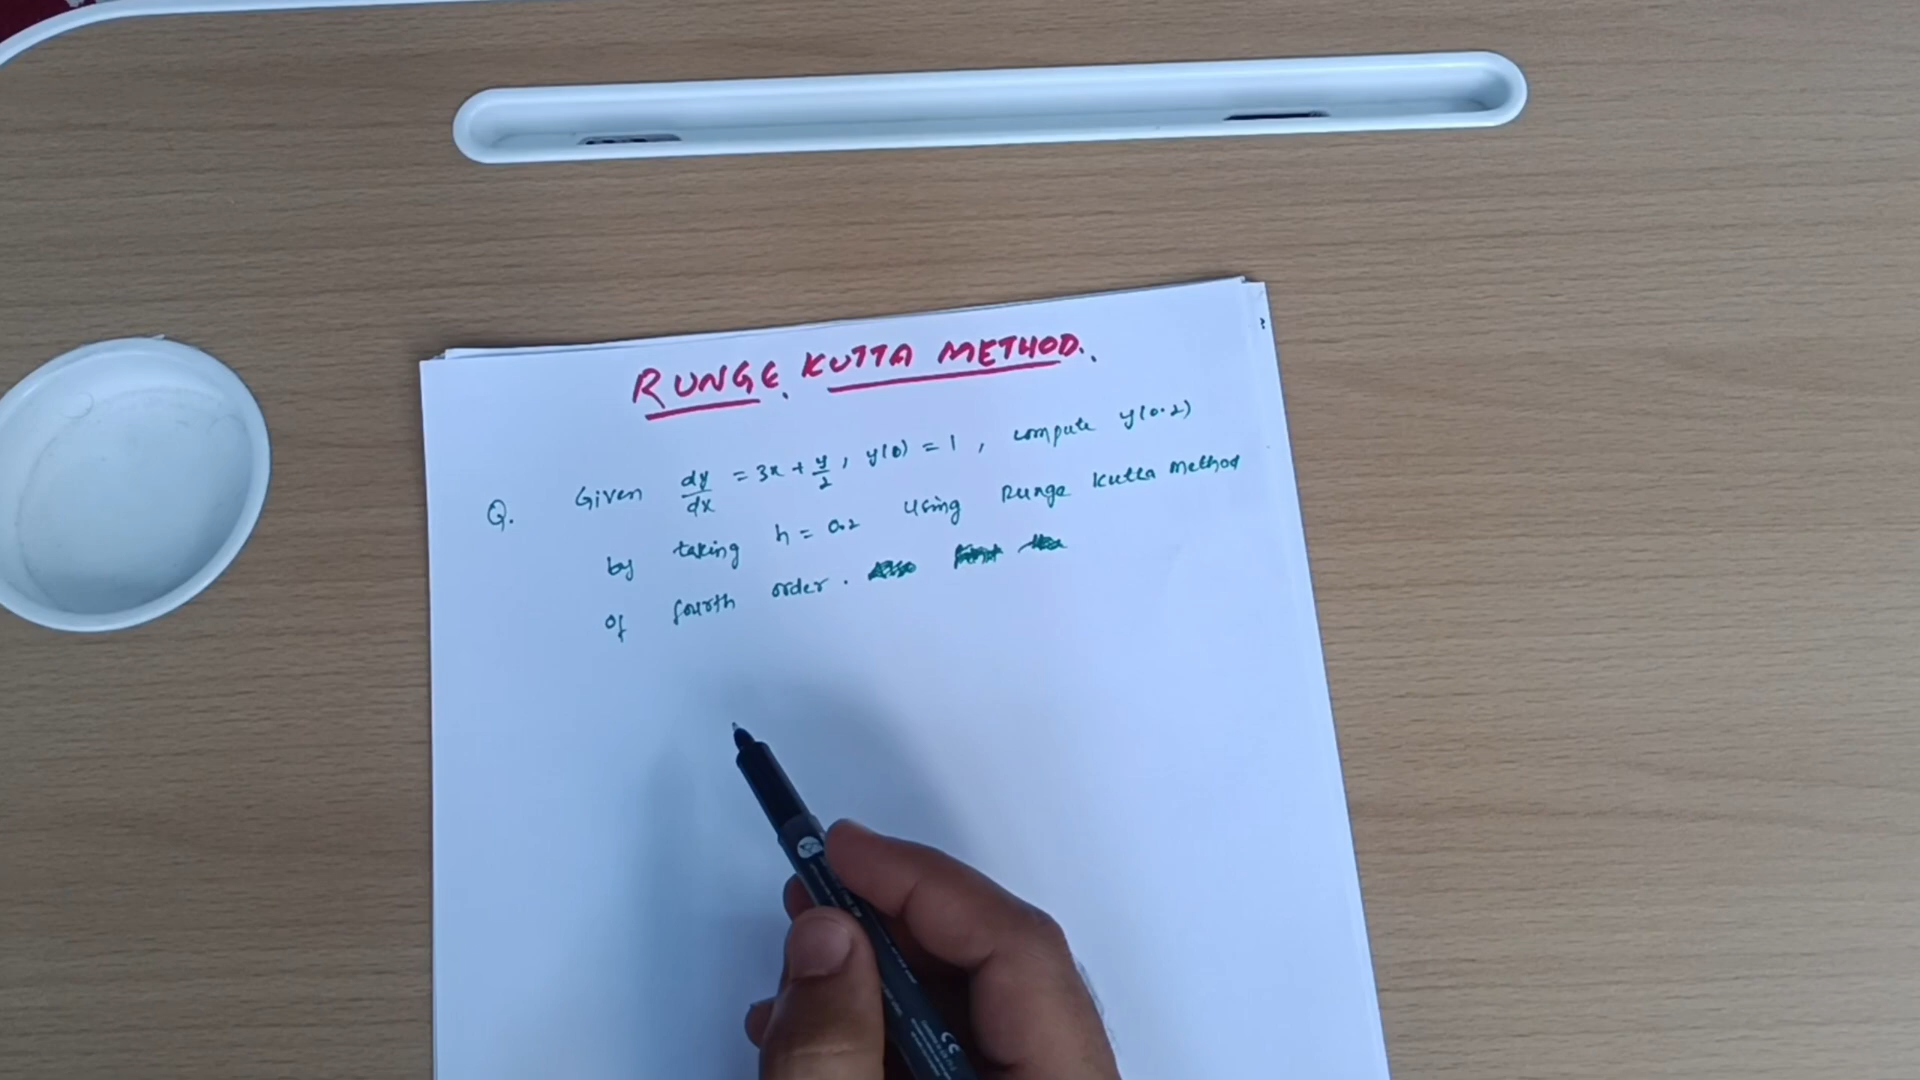 RUNGE. KUTTA METHOD..
Q. Given dy/dx = 3x + y/2, y(0) = 1, compute y(0.2)
by taking h = 0.2 using Runge Kutta Method
of fourth order.